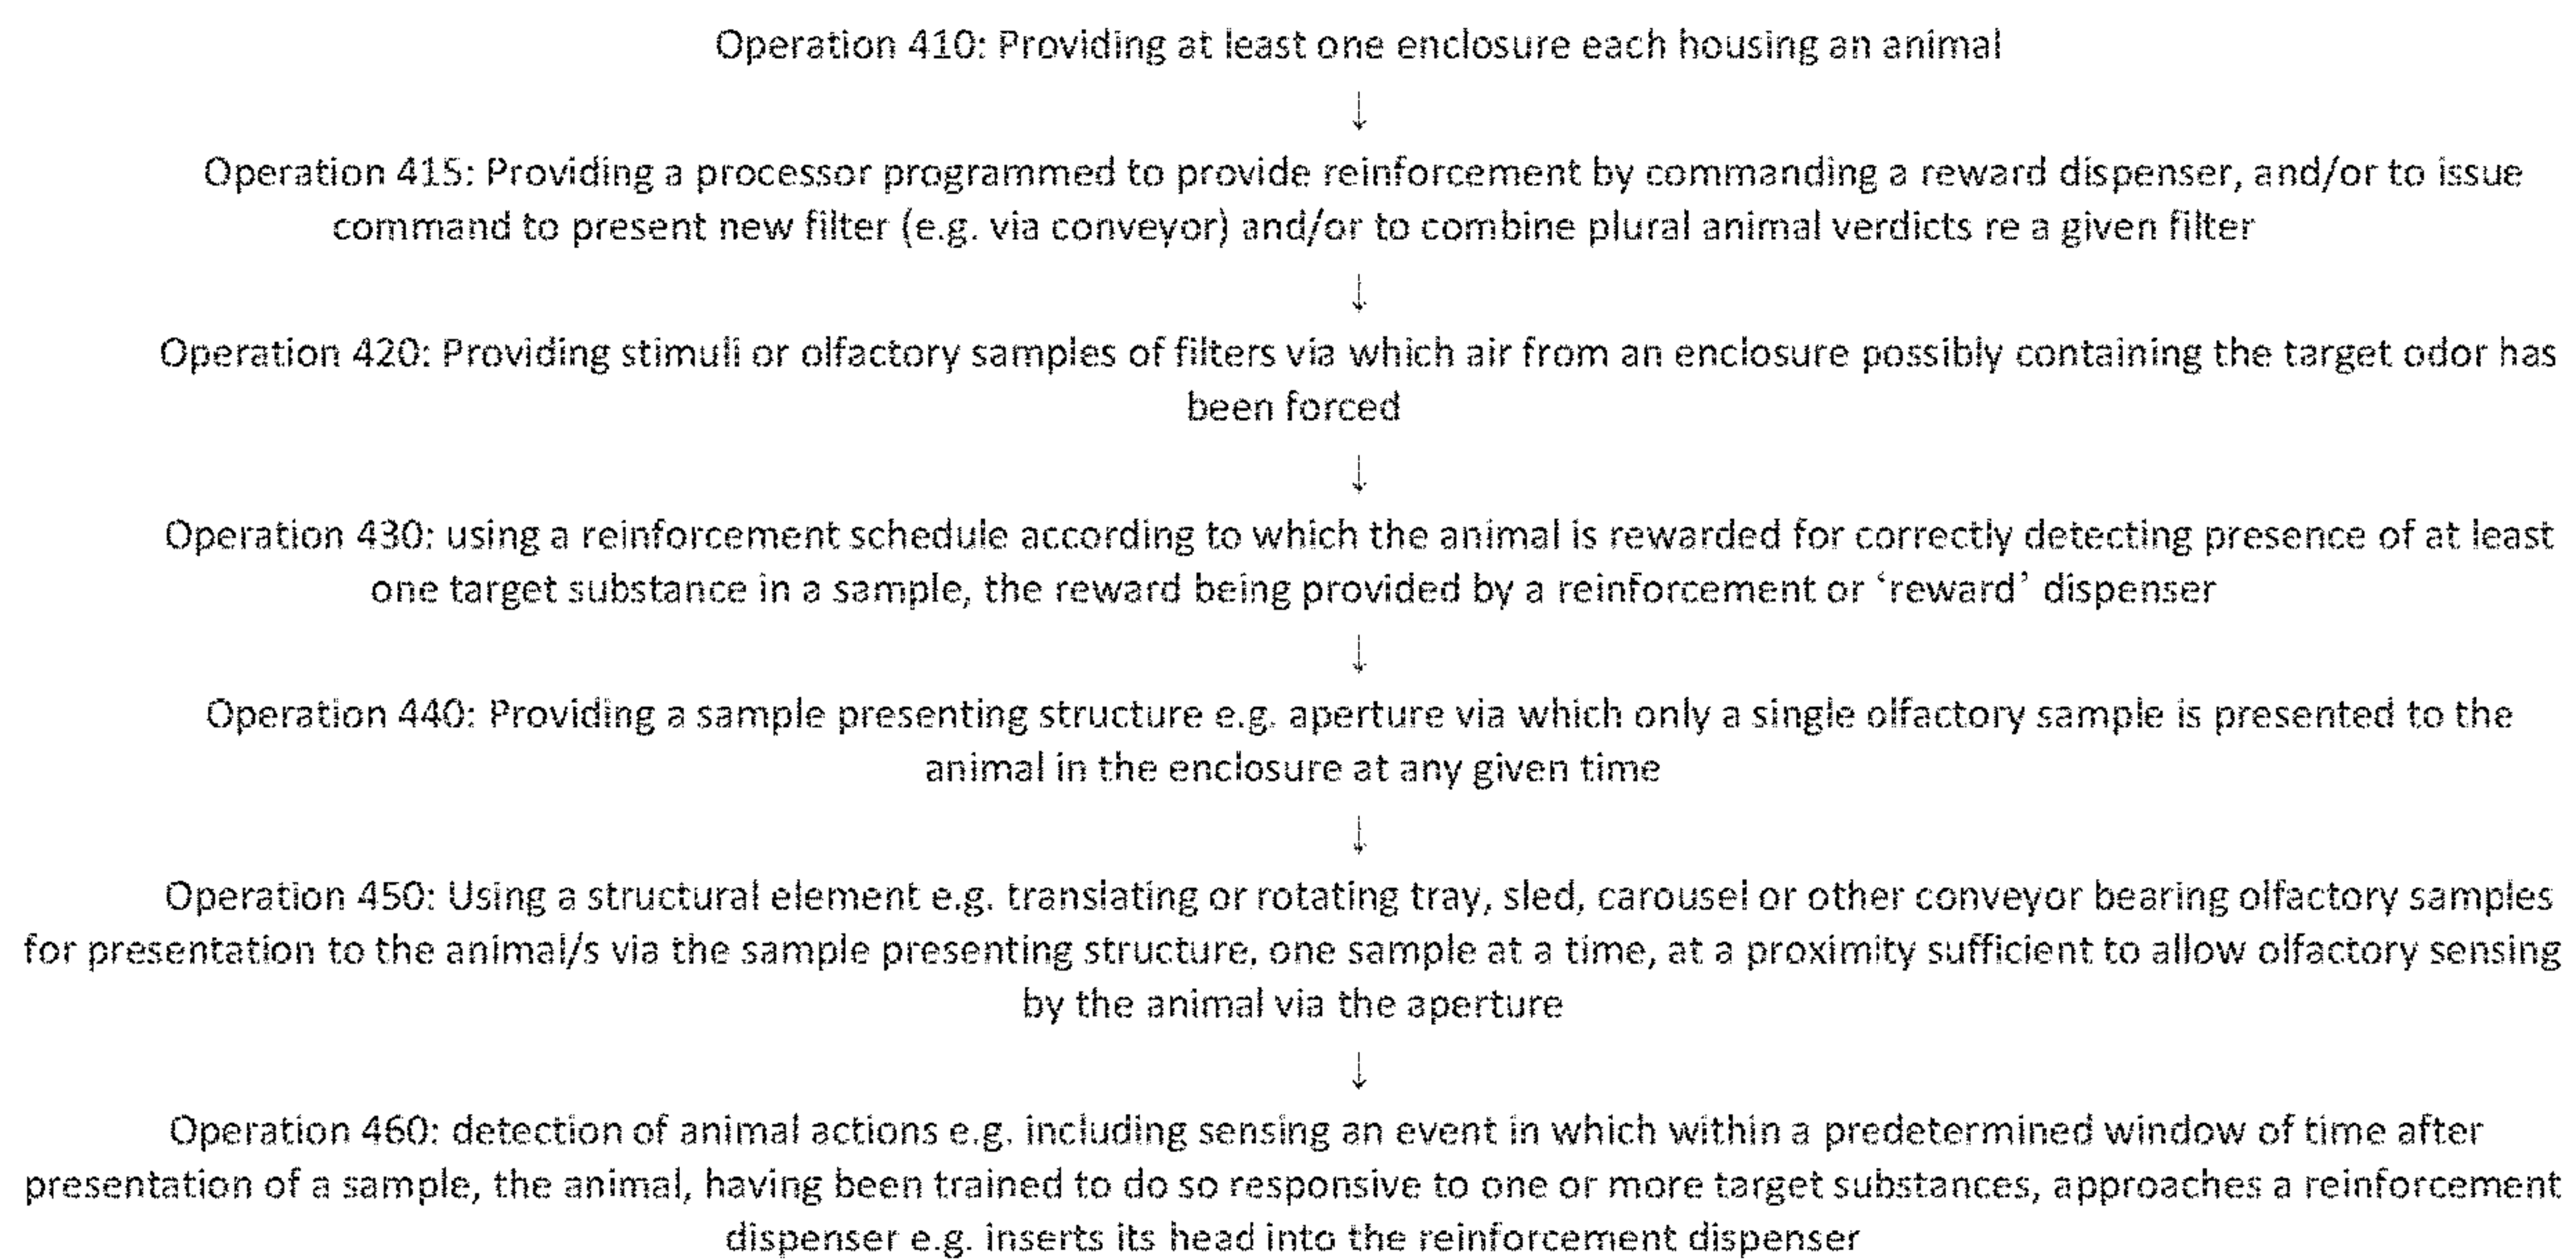 Operation 410: Providing at least one enclosure each housing an animal
↓
Operation 415: Providing a processor programmed to provide reinforcement by commanding a reward dispenser, and/or to issue
command to present new filter (e.g. via conveyor) and/or to combine plural animal verdicts re a given filter
↓
Operation 420: Providing stimuli or olfactory samples of filters via which air from an enclosure possibly containing the target odor has
been forced
↓
Operation 430: using a reinforcement schedule according to which the animal is rewarded for correctly detecting presence of at least
one target substance in a sample, the reward being provided by a reinforcement or ‘reward’ dispenser
↓
Operation 440: Providing a sample presenting structure e.g. aperture via which only a single olfactory sample is presented to the
animal in the enclosure at any given time
↓
Operation 450: Using a structural element e.g. translating or rotating tray, sled, carousel or other conveyor bearing olfactory samples
for presentation to the animal/s via the sample presenting structure, one sample at a time, at a proximity sufficient to allow olfactory sensing
by the animal via the aperture
↓
Operation 460: detection of animal actions e.g. including sensing an event in which within a predetermined window of time after
presentation of a sample, the animal, having been trained to do so responsive to one or more target substances, approaches a reinforcement
dispenser e.g. inserts its head into the reinforcement dispenser